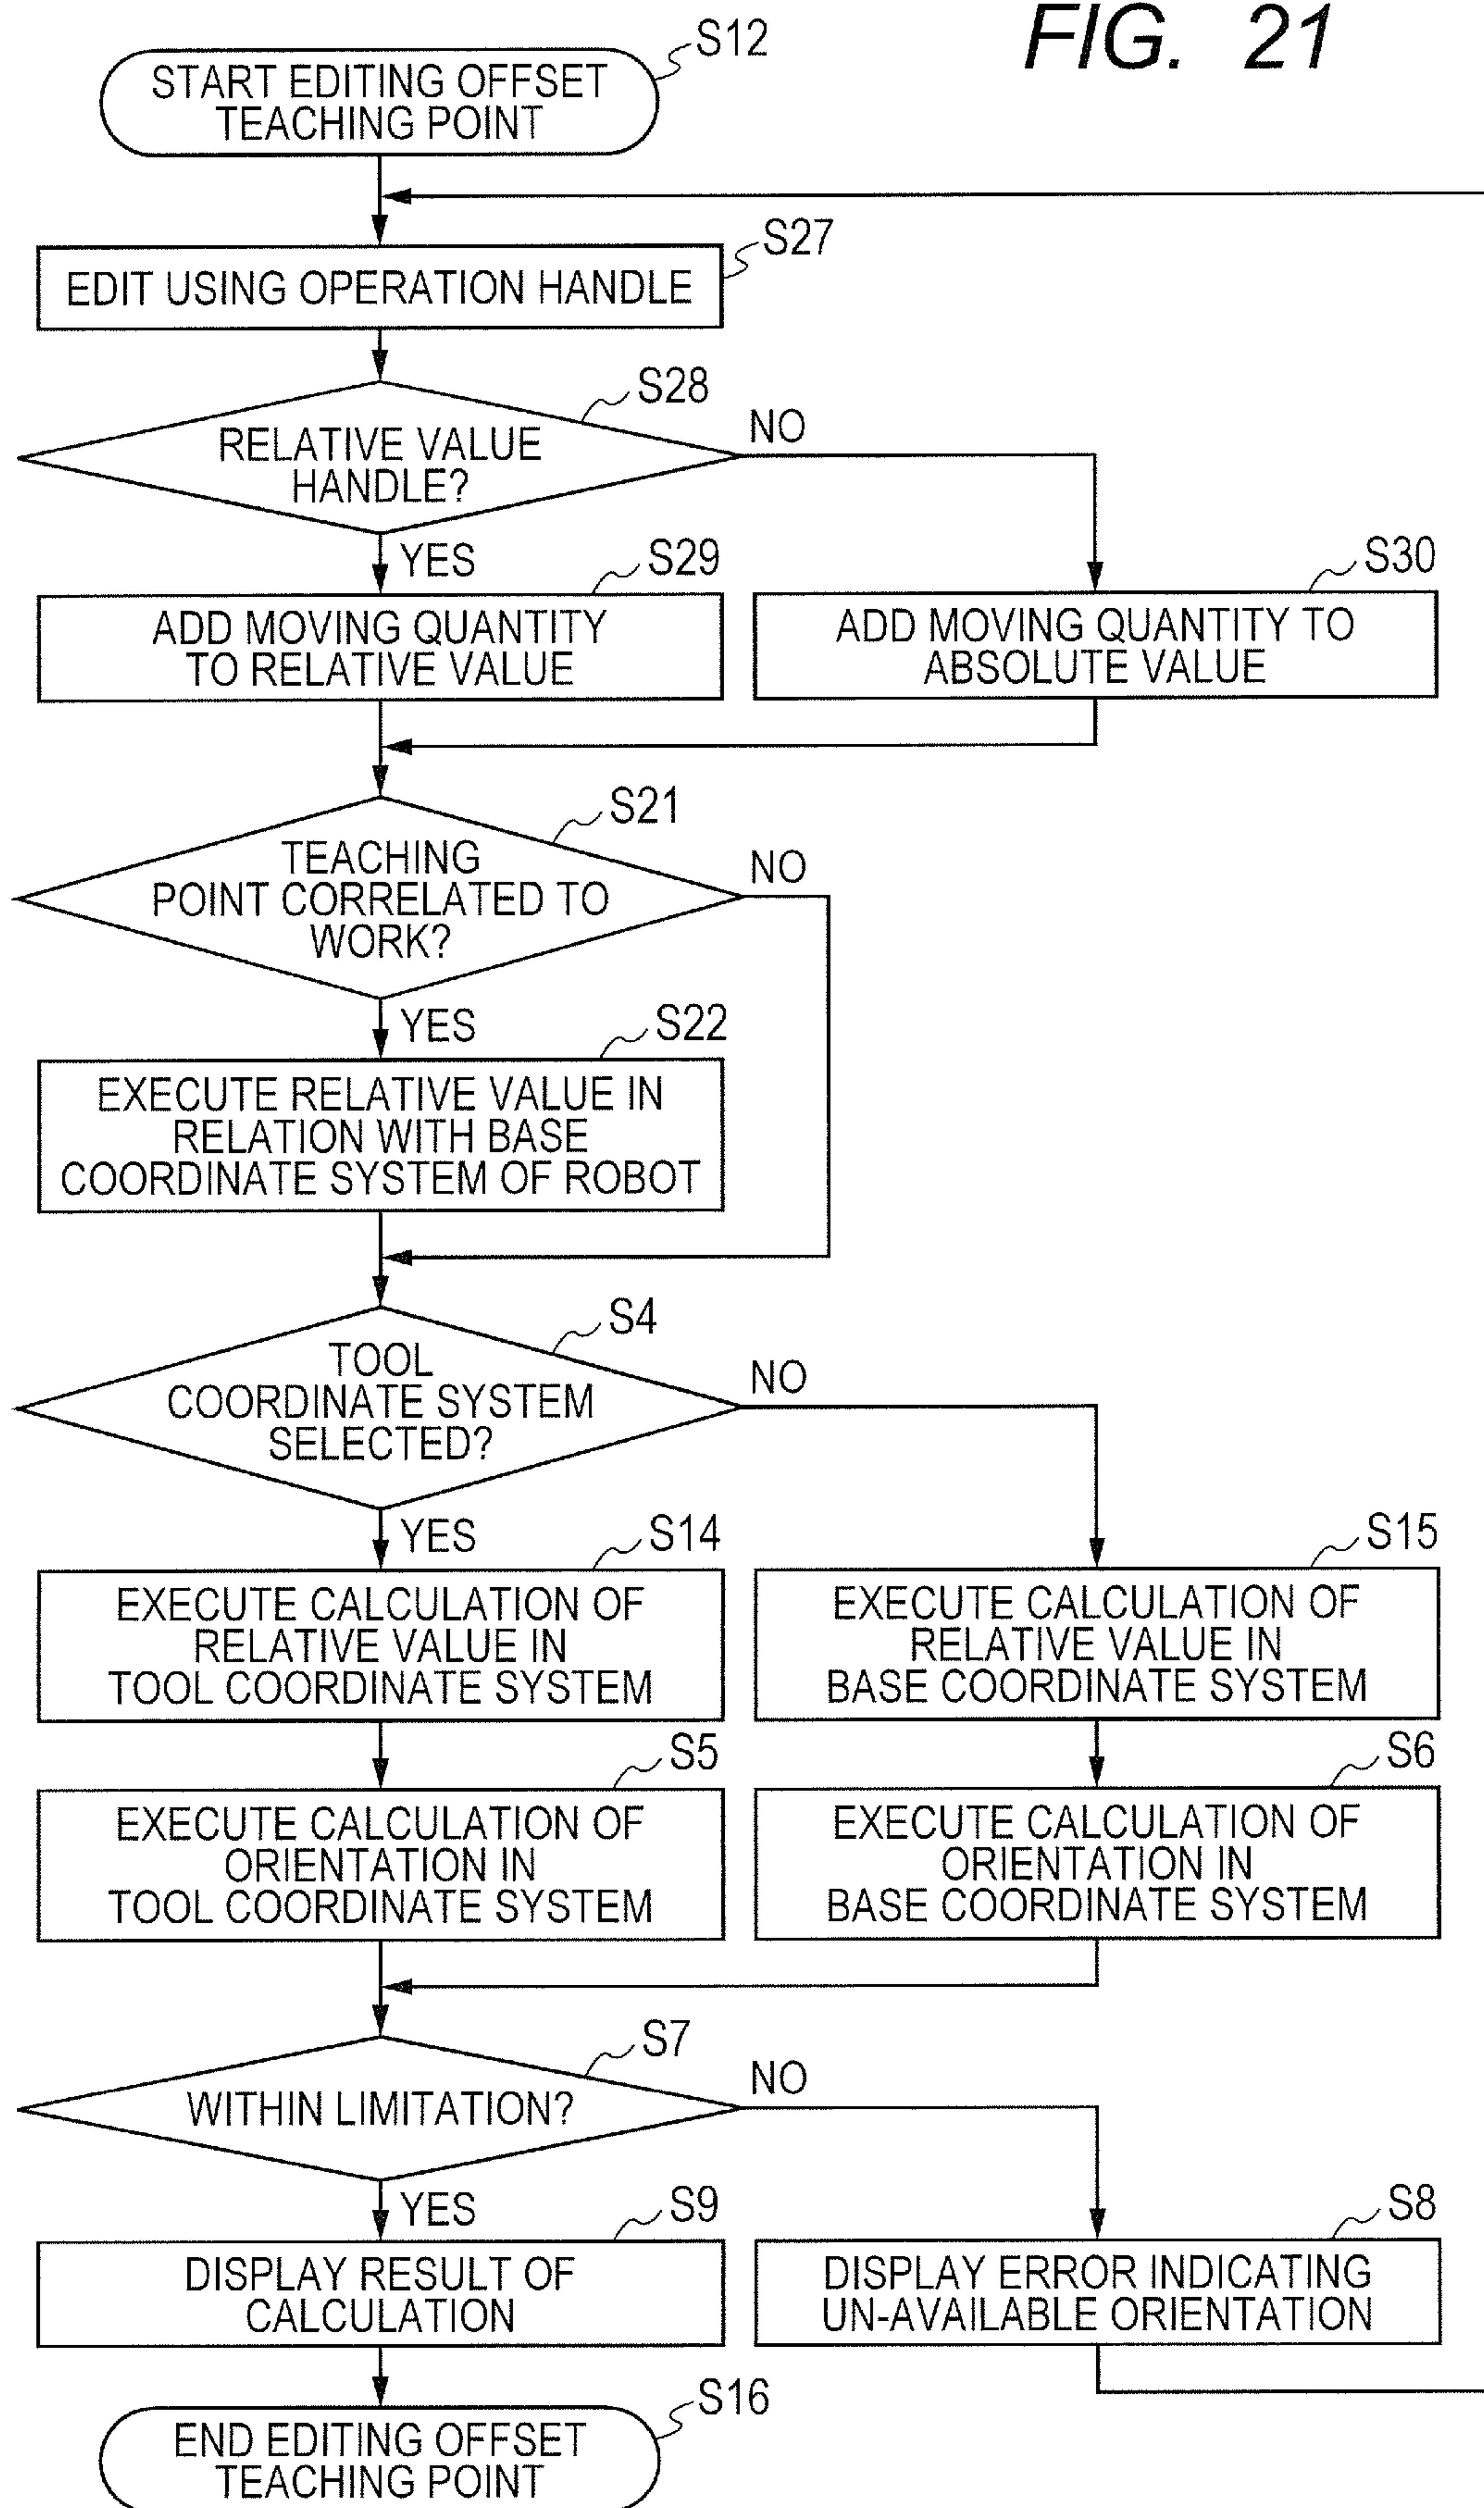 FIG. 21
S12
START EDITING OFFSET
TEACHING POINT
S27
EDIT USING OPERATION HANDLE
S28
RELATIVE VALUE
HANDLE?
NO
YES
S29
ADD MOVING QUANTITY
TO RELATIVE VALUE
S30
ADD MOVING QUANTITY TO
ABSOLUTE VALUE
S21
TEACHING
POINT CORRELATED TO
WORK?
NO
YES
S22
EXECUTE RELATIVE VALUE IN
RELATION WITH BASE
COORDINATE SYSTEM OF ROBOT
S4
TOOL
COORDINATE SYSTEM
SELECTED?
NO
YES
S14
EXECUTE CALCULATION OF
RELATIVE VALUE IN
TOOL COORDINATE SYSTEM
S15
EXECUTE CALCULATION OF
RELATIVE VALUE IN
BASE COORDINATE SYSTEM
S5
EXECUTE CALCULATION OF
ORIENTATION IN
TOOL COORDINATE SYSTEM
S6
EXECUTE CALCULATION OF
ORIENTATION IN
BASE COORDINATE SYSTEM
S7
WITHIN LIMITATION?
NO
YES
S9
DISPLAY RESULT OF
CALCULATION
S8
DISPLAY ERROR INDICATING
UN-AVAILABLE ORIENTATION
S16
END EDITING OFFSET
TEACHING POINT